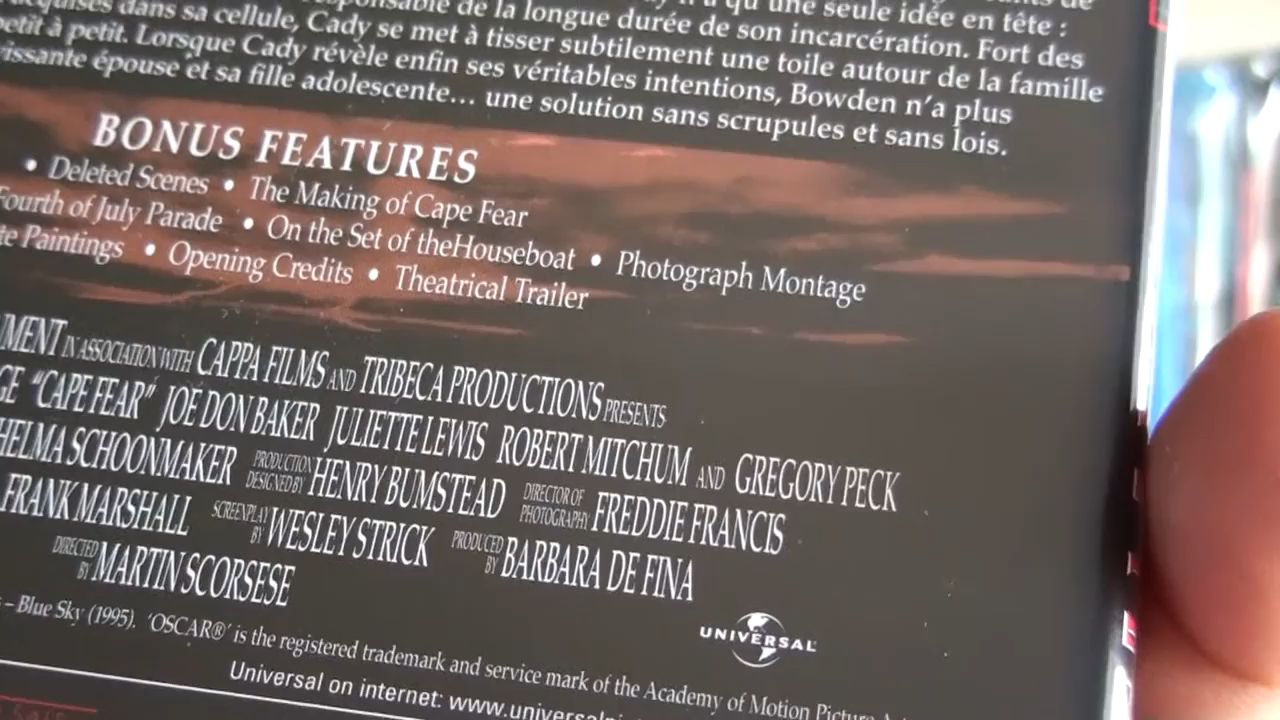 de la longue durée de son incarcération. Fort des
dans sa cellule, Cady se met à tisser subtilement une toile autour de la famille
petit à petit. Lorsque Cady révèle enfin ses véritables intentions, Bowden n'a plus
épouse et sa fille adolescente... une solution sans scrupules et sans lois.
qu'une seule idée en tête :
BONUS FEATURES
• Deleted Scenes • The Making of Cape Fear
Fourth of July Parade • On the Set of theHouseboat • Photograph Montage
Paintings • Opening Credits • Theatrical Trailer
IN ASSOCIATION WITH CAPPA FILMS AND TRIBECA PRODUCTIONS PRESENTS
"CAPE FEAR" JOE DON BAKER JULIETTE LEWIS ROBERT MITCHUM AND GREGORY PECK
SCHOONMAKER PRODUCTION DESIGNED BY HENRY BUMSTEAD DIRECTOR OF PHOTOGRAPHY FREDDIE FRANCIS
FRANK MARSHALL SCREENPLAY BY WESLEY STRICK PRODUCED BY BARBARA DE FINA
DIRECTED BY MARTIN SCORSESE
UNIVERSAL
– Blue Sky (1995). 'OSCAR®' is the registered trademark and service mark of the Academy of Motion Picture
Universal on internet: